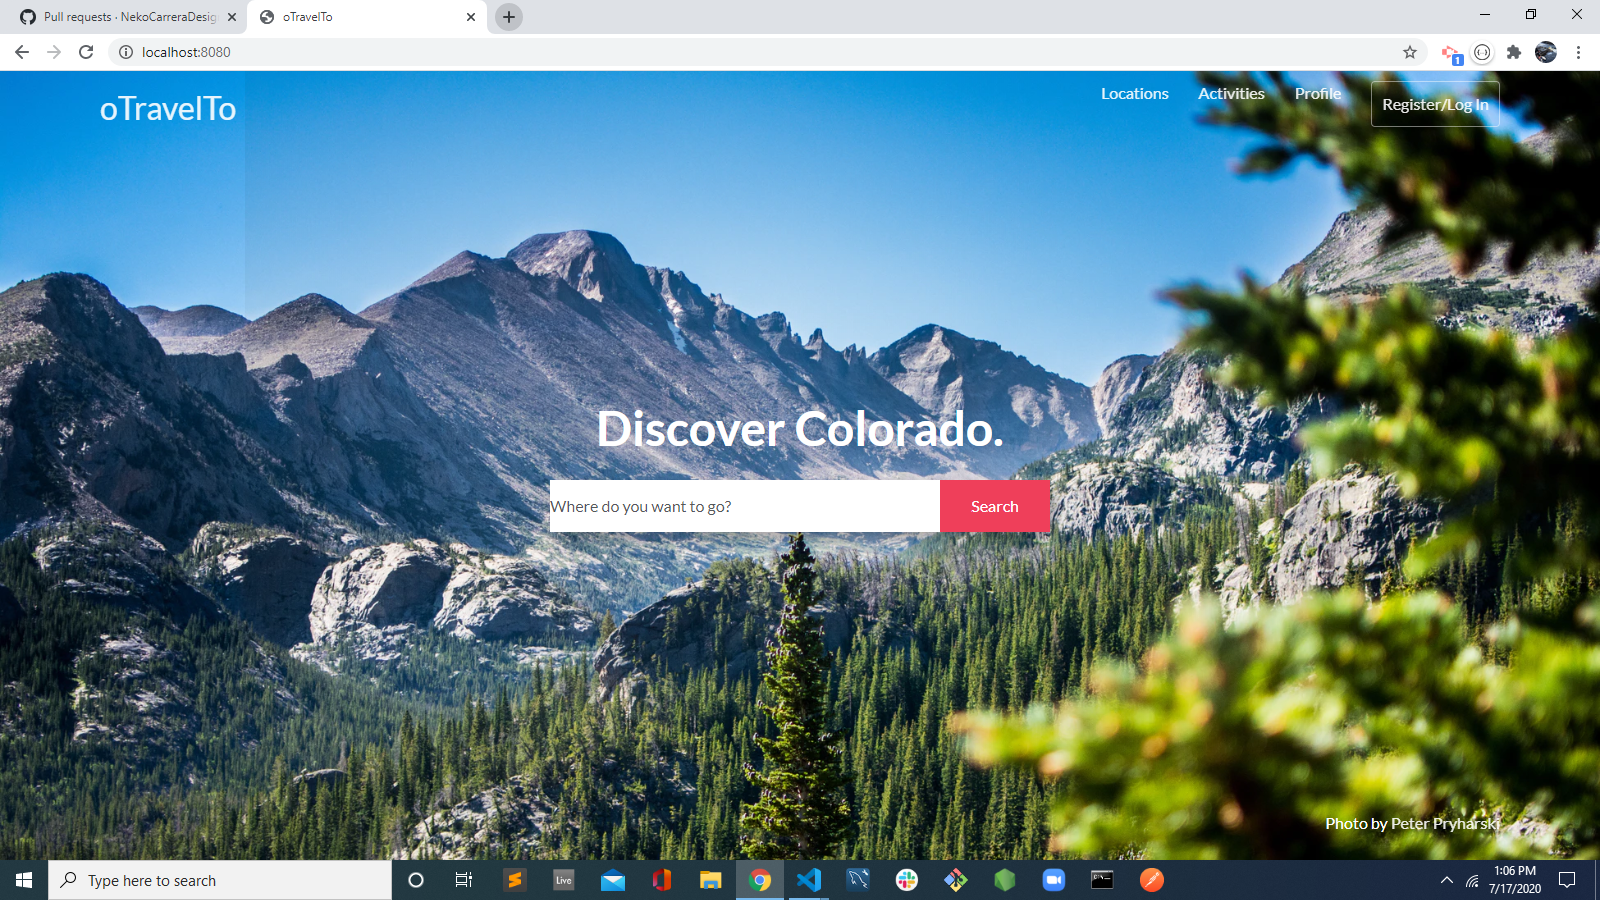 Pull requests · NekoCarreraDesig
oTravelTo
localhost:8080
1
oTravelTo
Locations
Activities
Profile
Register/Log In
Discover Colorado.
Where do you want to go?
Search
Photo by Peter Pryharski
Type here to search
Live
1:06 PM
7/17/2020